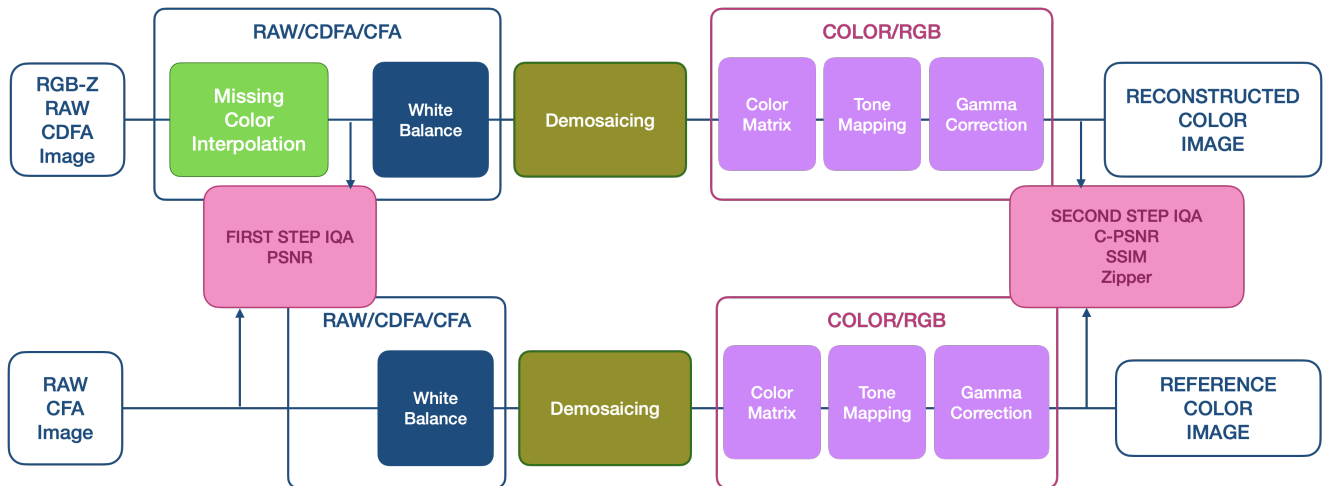 RAW/CDFA/CFA
COLOR/RGB
RGB-Z
RAW
CDFA
Image
Missing
Color
Interpolation
White
Balance
Demosaicing
Color
Matrix
Tone
Mapping
Gamma
Correction
RECONSTRUCTED
COLOR
IMAGE
FIRST STEP IQA
PSNR
SECOND STEP IQA
C-PSNR
SSIM
Zipper
RAW/CDFA/CFA
COLOR/RGB
RAW
CFA
Image
White
Balance
Demosaicing
Color
Matrix
Tone
Mapping
Gamma
Correction
REFERENCE
COLOR
IMAGE